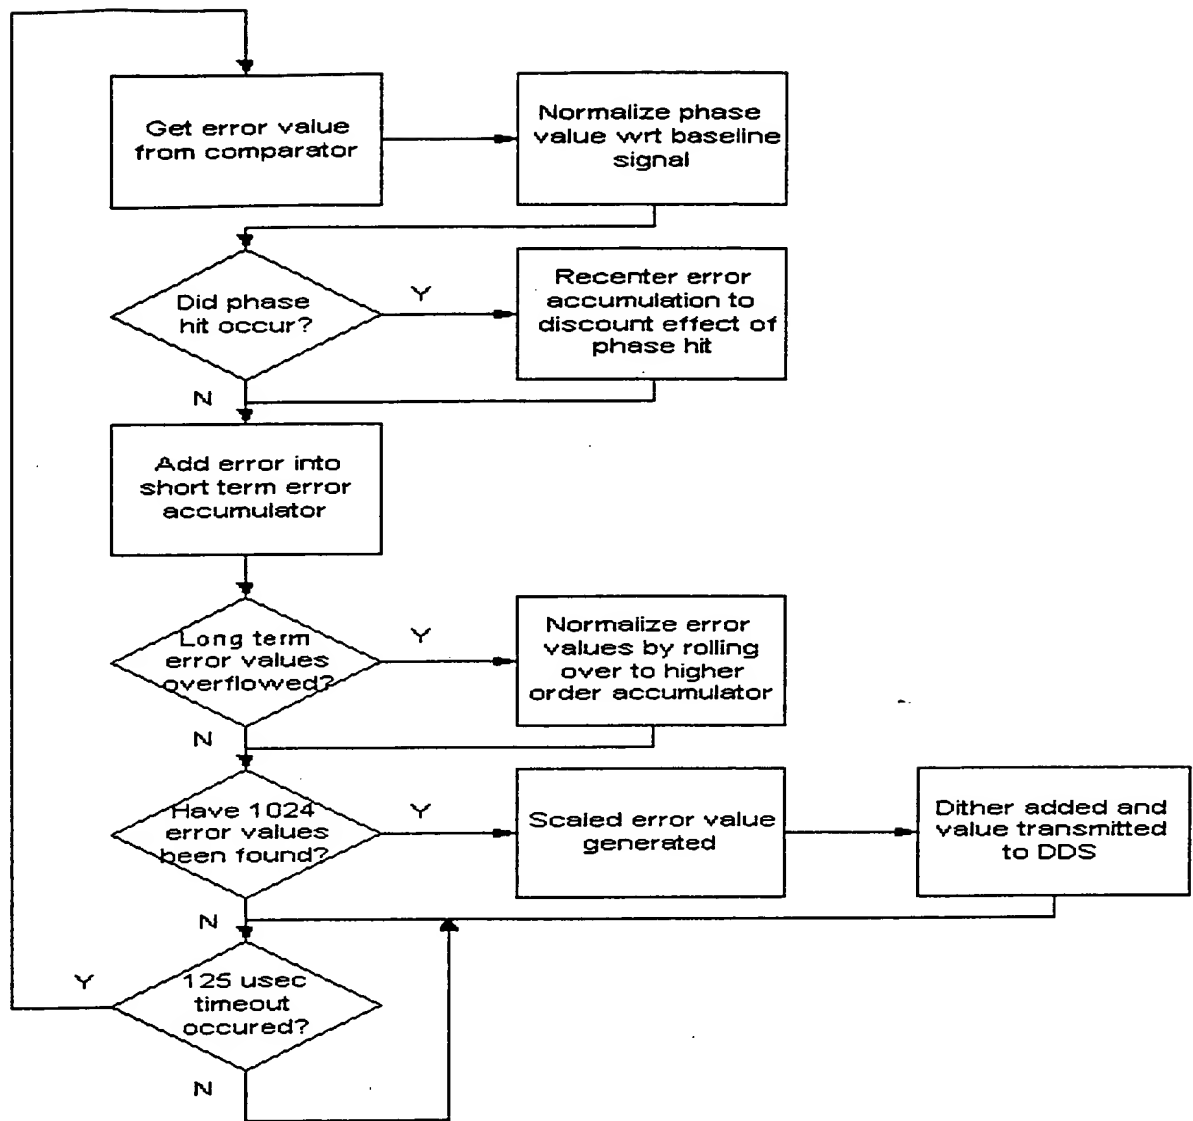 Get error value
from comparator
Normalize phase
value wrt baseline
signal
Did phase
hit occur?
Y
Recenter error
accumulation to
discount effect of
phase hit
N
Add error into
short term error
accumulator
Long term
error values
overflowed?
Y
Normalize error
values by rolling
over to higher
order accumulator
N
Have 1024
error values
been found?
Y
Scaled error value
generated
Dither added and
value transmitted
to DDS
N
Y
125 usec
timeout
occured?
N